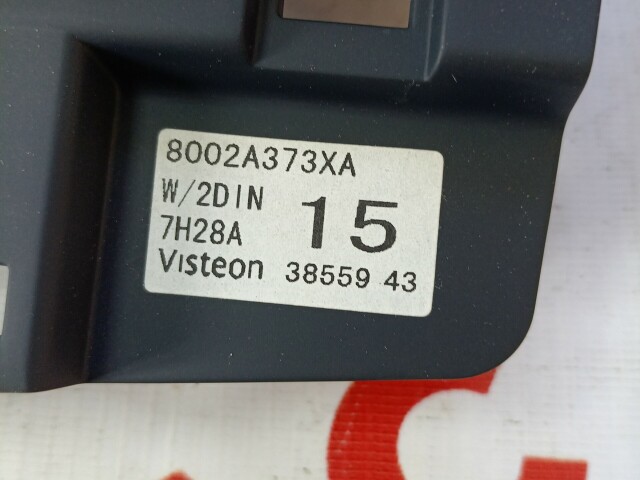 8002A373XA
W/2DIN
7H28A
15
Visteon 38559 43
G